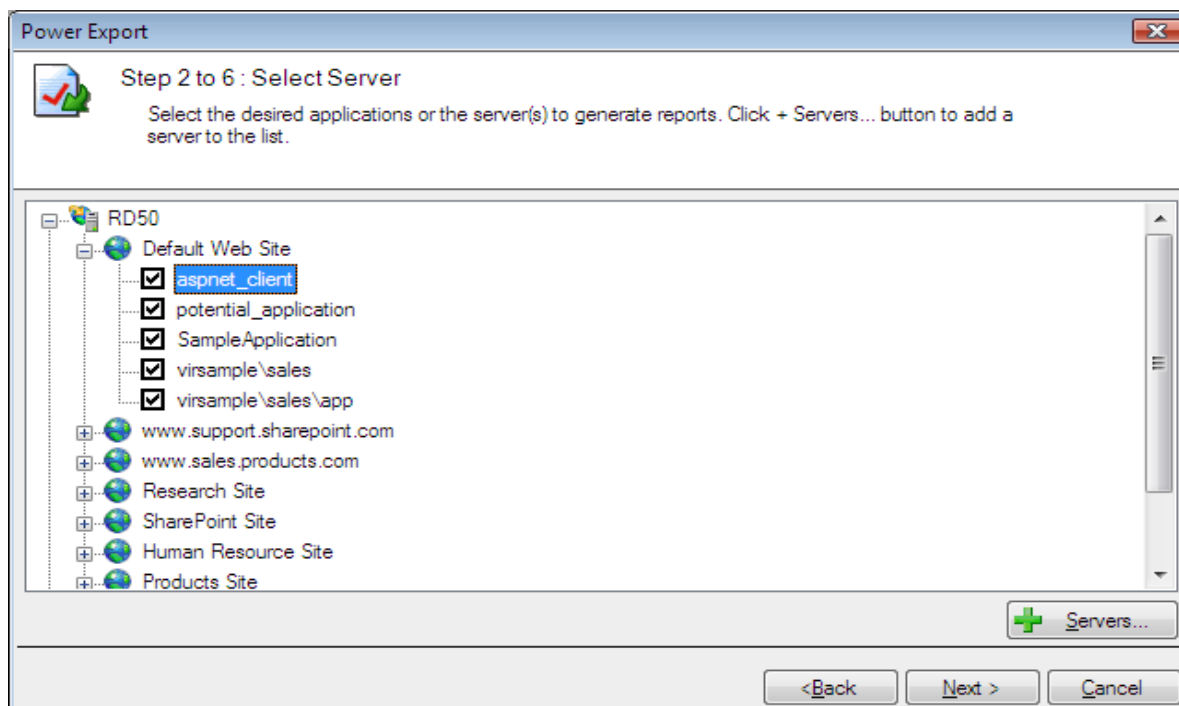 Power Export
Step 2 to 6 : Select Server
Select the desired applications or the server(s) to generate reports. Click + Servers... button to add a
server to the list.
RD50
Default Web Site
aspnet_client
potential_application
SampleApplication
virsample\sales
virsample\sales\app
www.support.sharepoint.com
www.sales.products.com
Research Site
SharePoint Site
Human Resource Site
Products Site
Servers...
<Back
Next >
Cancel